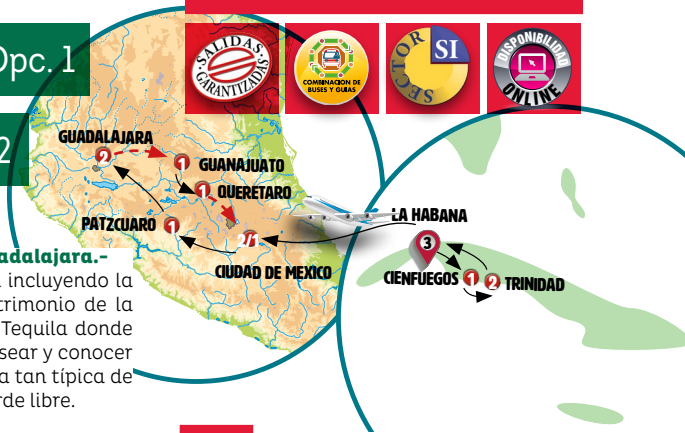 Opc. 1
2
SALIDAS
GARANTIZADAS
COMBINACION DE
BUSES Y GUIAS
SI
SECTOR
DISPONIBILIDAD
ONLINE
GUADALAJARA
2
1
GUANAJUATO
1
QUERETARO
PATZCUARO
1
2/1
CIUDAD DE MEXICO
LA HABANA
3
CIENFUEGOS
1
2
TRINIDAD
adalajara.-
incluyendo la
trimonio de la
Tequila donde
sear y conocer
a tan típica de
rde libre.